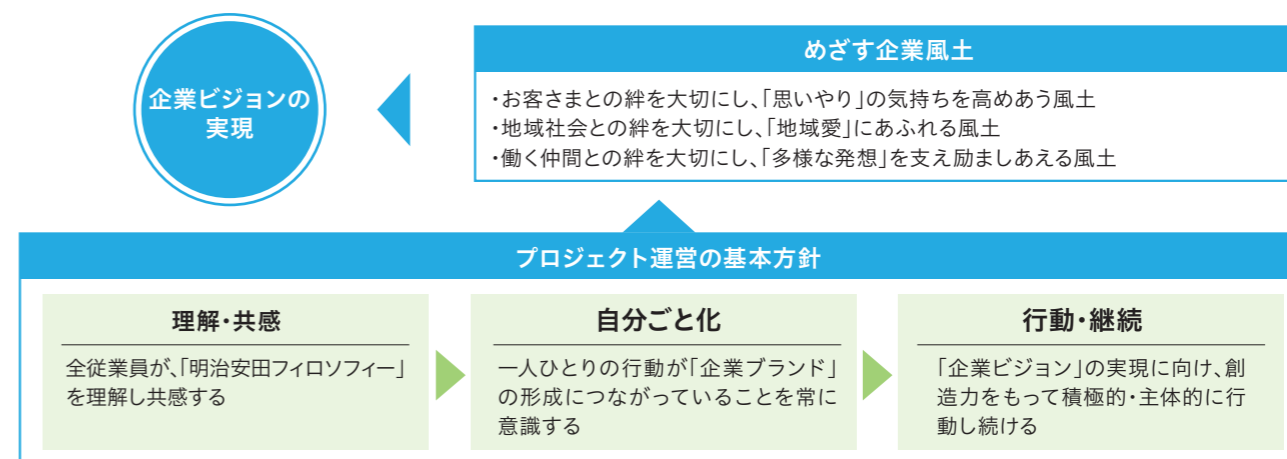 企業ビジョンの
実現
めざす企業風土
・お客さまとの絆を大切にし、「思いやり」の気持ちを高めあう風土
・地域社会との絆を大切にし、「地域愛」にあふれる風土
・働く仲間との絆を大切にし、「多様な発想」を支え励ましあえる風土
プロジェクト運営の基本方針
理解・共感
全従業員が、「明治安田フィロソフィー」
を理解し共感する
自分ごと化
一人ひとりの行動が「企業ブランド」
の形成につながっていることを常に
意識する
行動・継続
「企業ビジョン」の実現に向け、創
造力をもって積極的・主体的に行
動し続ける